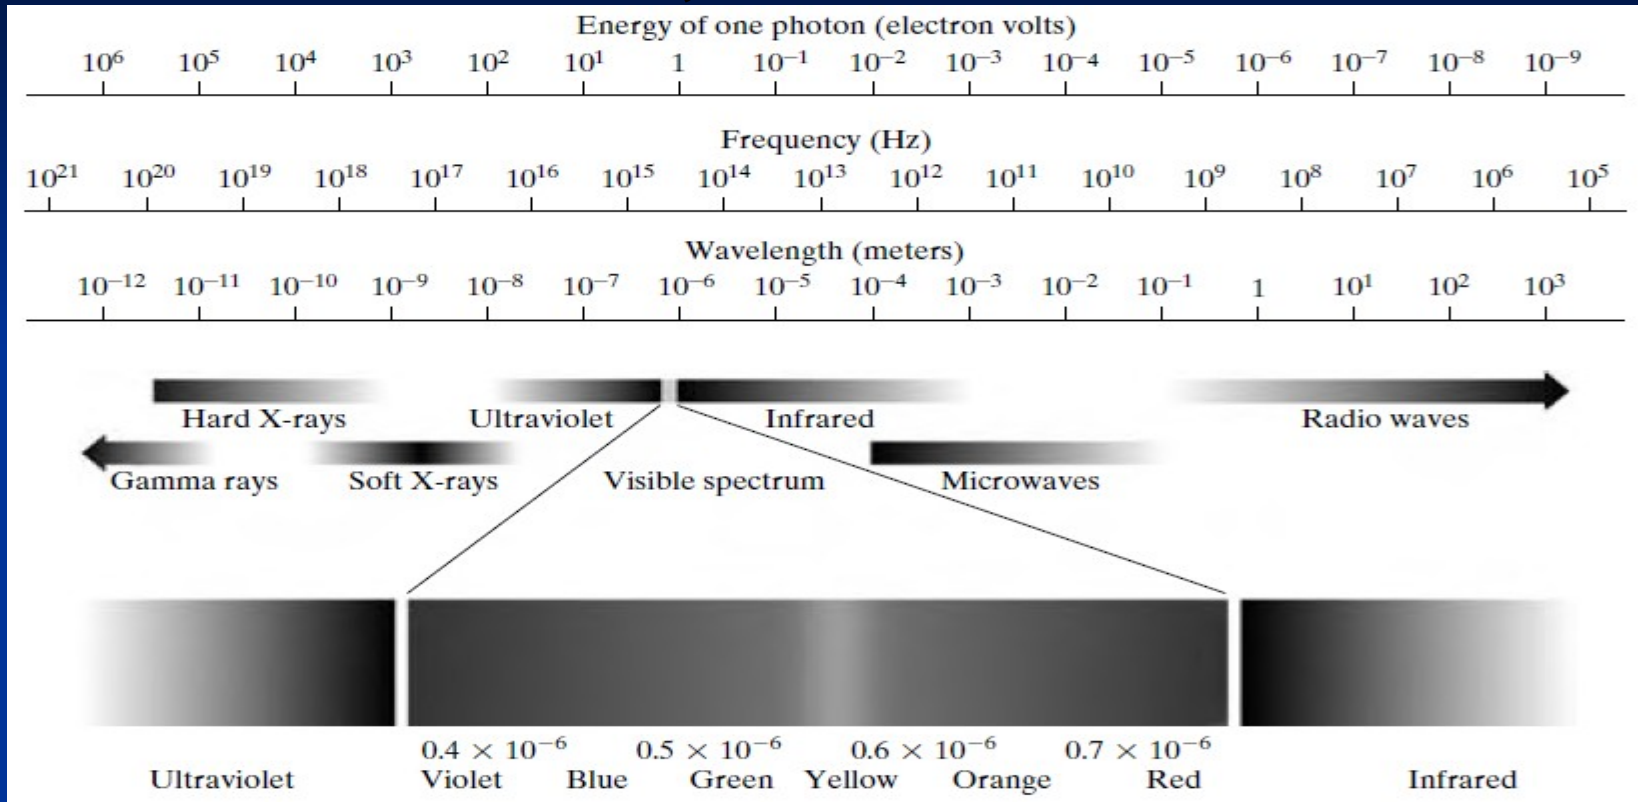 Energy of one photon (electron volts)
10⁶ 10⁵ 10⁴ 10³ 10² 10¹ 1 10⁻¹ 10⁻² 10⁻³ 10⁻⁴ 10⁻⁵ 10⁻⁶ 10⁻⁷ 10⁻⁸ 10⁻⁹
Frequency (Hz)
10²¹ 10²⁰ 10¹⁹ 10¹⁸ 10¹⁷ 10¹⁶ 10¹⁵ 10¹⁴ 10¹³ 10¹² 10¹¹ 10¹⁰ 10⁹ 10⁸ 10⁷ 10⁶ 10⁵
Wavelength (meters)
10⁻¹² 10⁻¹¹ 10⁻¹⁰ 10⁻⁹ 10⁻⁸ 10⁻⁷ 10⁻⁶ 10⁻⁵ 10⁻⁴ 10⁻³ 10⁻² 10⁻¹ 1 10¹ 10² 10³
Hard X-rays Ultraviolet Infrared Radio waves
Gamma rays Soft X-rays Visible spectrum Microwaves
0.4 × 10⁻⁶ 0.5 × 10⁻⁶ 0.6 × 10⁻⁶ 0.7 × 10⁻⁶
Ultraviolet Violet Blue Green Yellow Orange Red Infrared